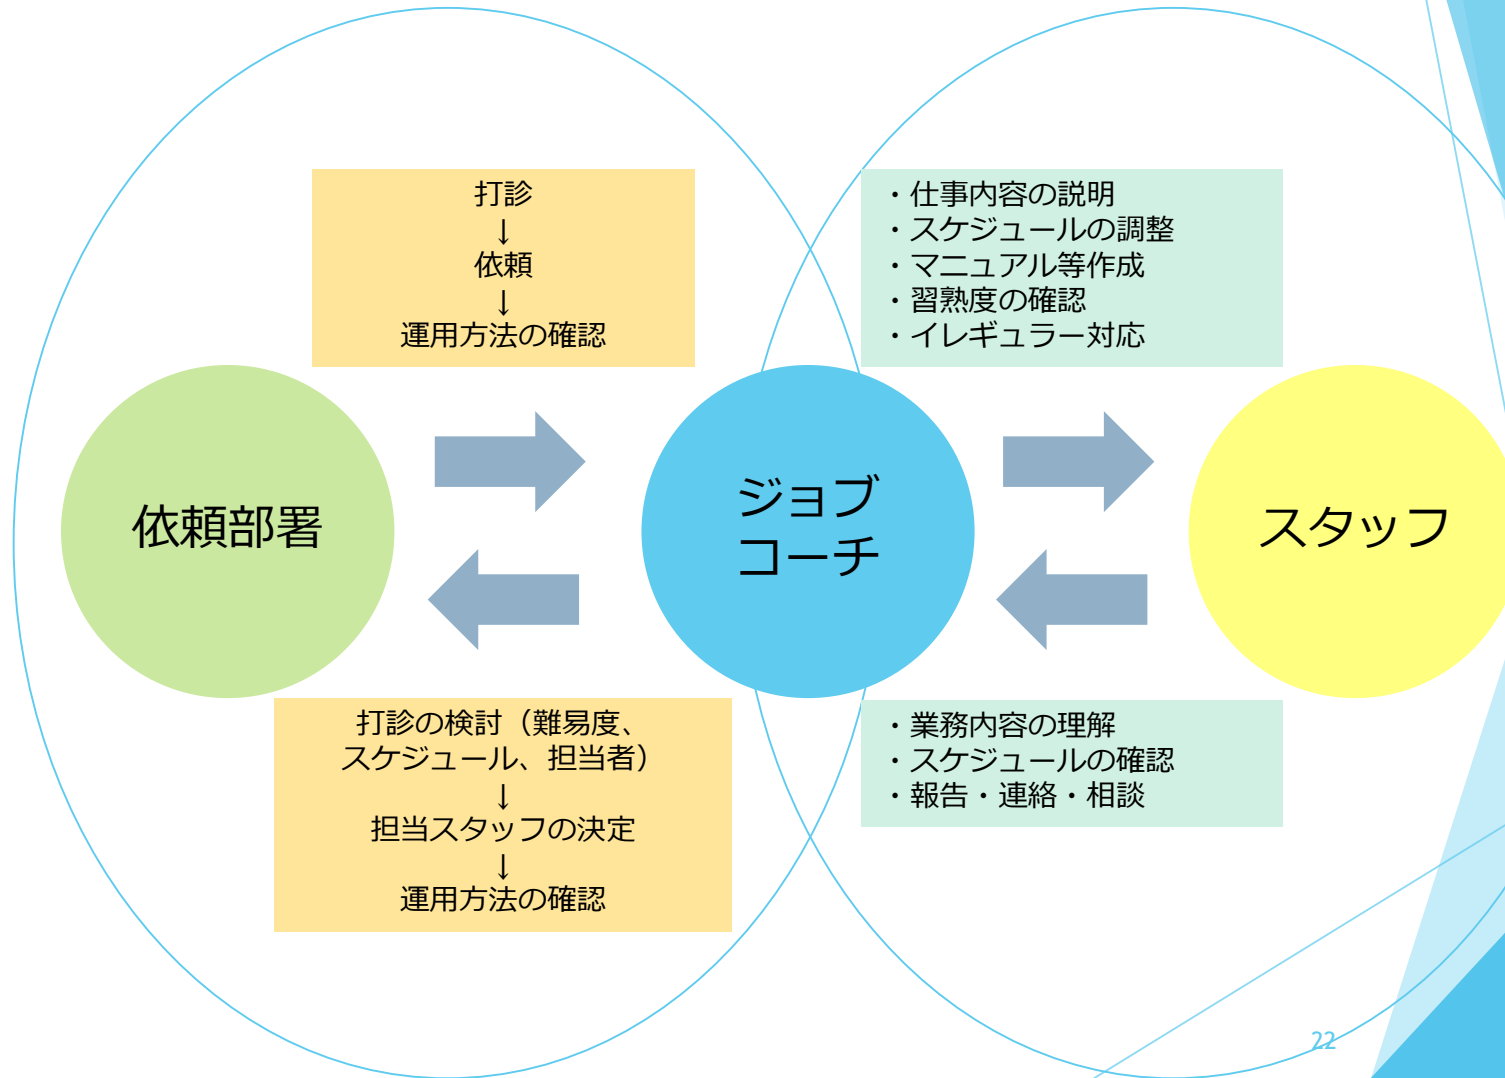 打診
↓
依頼
↓
運用方法の確認
・仕事内容の説明
・スケジュールの調整
・マニュアル等作成
・習熟度の確認
・イレギュラー対応
依頼部署
ジョブ
コーチ
スタッフ
打診の検討（難易度、
スケジュール、担当者）
↓
担当スタッフの決定
↓
運用方法の確認
・業務内容の理解
・スケジュールの確認
・報告・連絡・相談
22